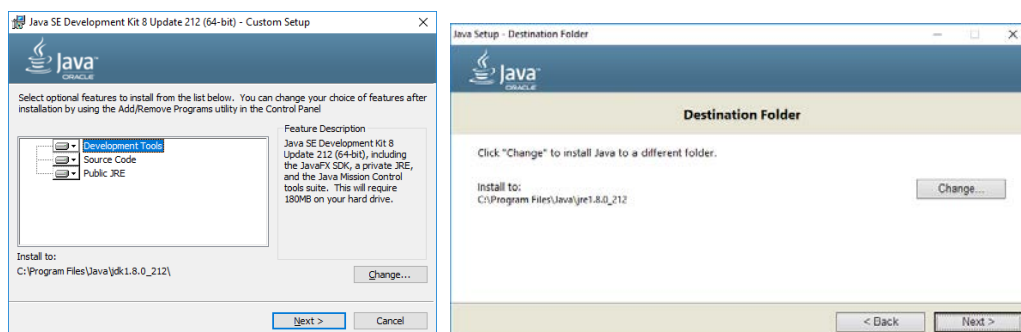 Java SE Development Kit 8 Update 212 (64-bit) - Custom Setup
Java
ORACLE
Select optional features to install from the list below. You can change your choice of features after
installation by using the Add/Remove Programs utility in the Control Panel
Development Tools
Source Code
Public JRE
Feature Description
Java SE Development Kit 8
Update 212 (64-bit), including
the JavaFX SDK, a private JRE,
and the Java Mission Control
tools suite. This will require
180MB on your hard drive.
Install to:
C:\Program Files\Java\jdk1.8.0_212\
Change...
Next >
Cancel
Java Setup - Destination Folder
Java
ORACLE
Destination Folder
Click "Change" to install Java to a different folder.
Install to:
C:\Program Files\Java\jre1.8.0_212
Change...
< Back
Next >